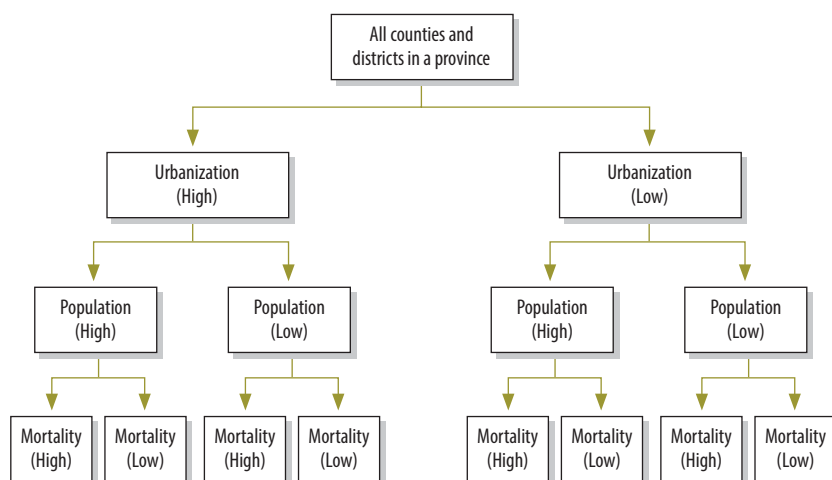 All counties and
districts in a province
Urbanization
(High)
Urbanization
(Low)
Population
(High)
Population
(Low)
Population
(High)
Population
(Low)
Mortality
(High)
Mortality
(Low)
Mortality
(High)
Mortality
(Low)
Mortality
(High)
Mortality
(Low)
Mortality
(High)
Mortality
(Low)